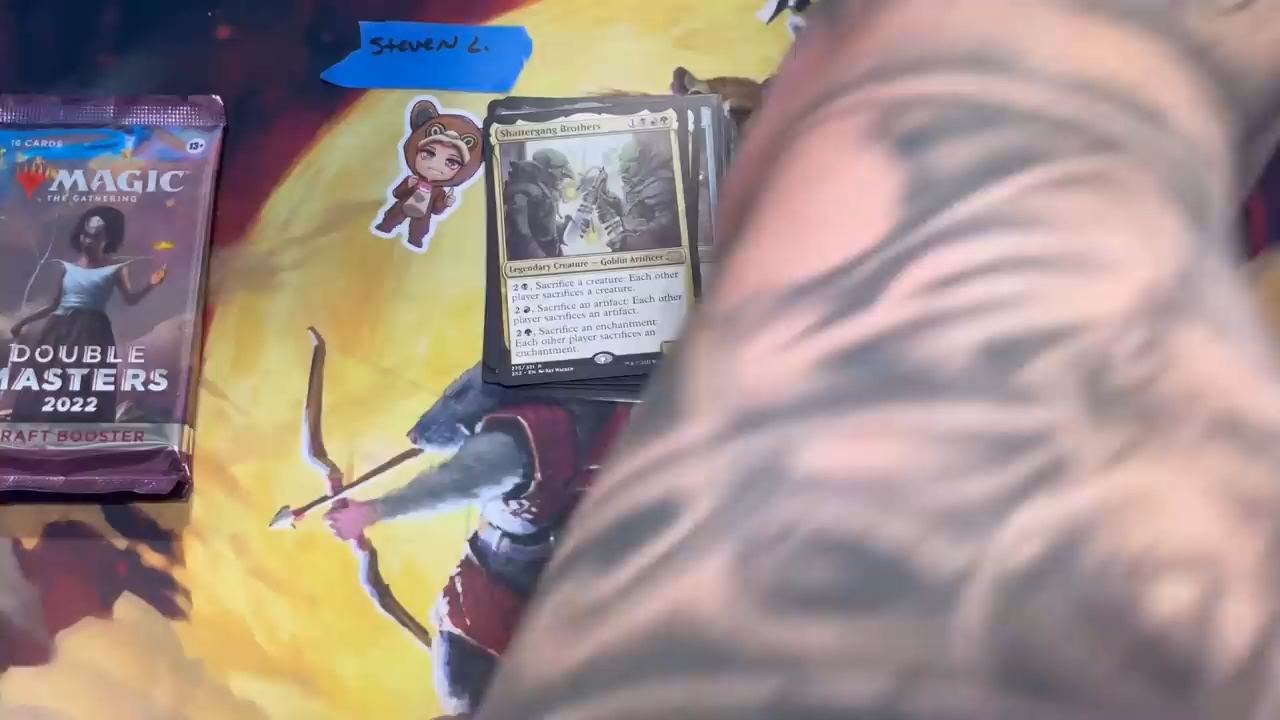 Steven L.
16 CARDS
13+
MAGIC
THE GATHERING
DOUBLE
MASTERS
2022
RAFT BOOSTER
Shattergang Brothers
1
Legendary Creature — Goblin Artificer
2, Sacrifice a creature: Each other
player sacrifices a creature.
2, Sacrifice an artifact: Each other
player sacrifices an artifact.
2, Sacrifice an enchantment:
Each other player sacrifices an
enchantment.